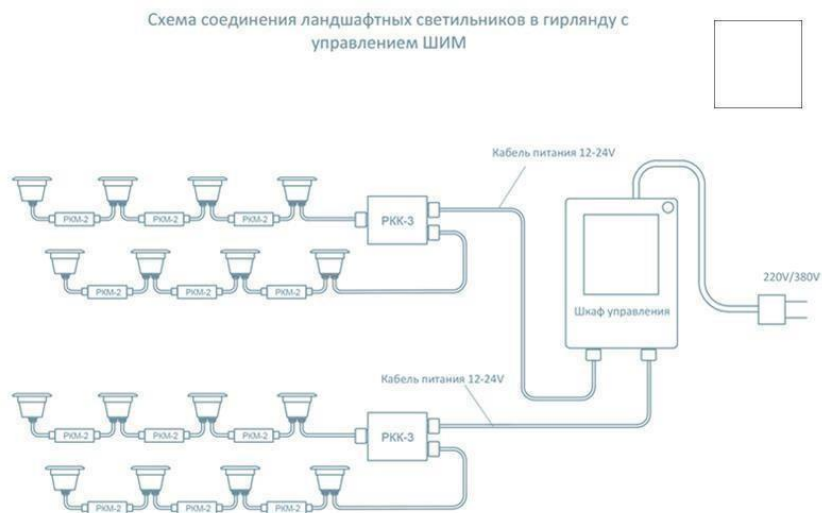 Схема соединения ландшафтных светильников в гирлянду с
управлением ШИМ
Кабель питания 12-24V
РКМ-2
РКМ-2
РКМ-2
РКК-3
РКМ-2
РКМ-2
РКМ-2
220V/380V
Шкаф управления
Кабель питания 12-24V
РКМ-2
РКМ-2
РКМ-2
РКК-3
РКМ-2
РКМ-2
РКМ-2